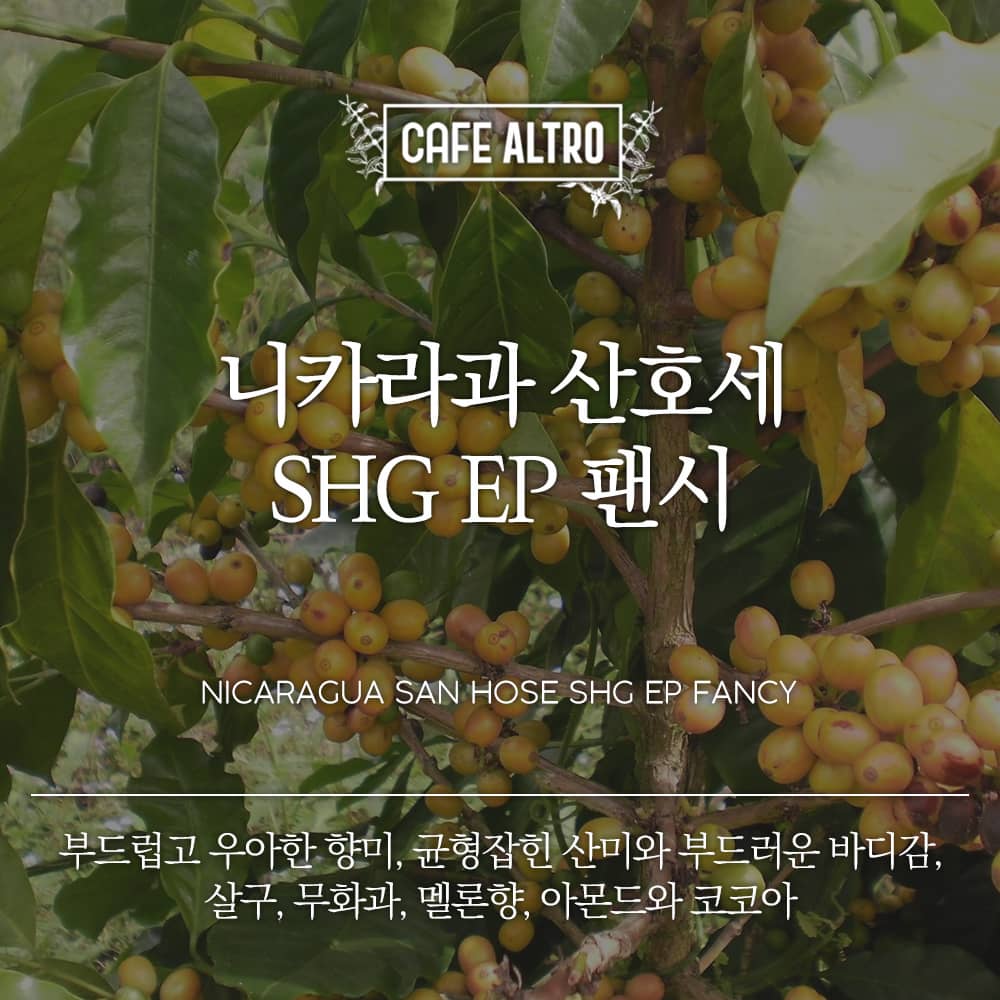 CAFE ALTRO
니카라과 산호세
SHG EP 팬시
NICARAGUA SAN HOSE SHG EP FANCY
부드럽고 우아한 향미, 균형잡힌 산미와 부드러운 바디감,
살구, 무화과, 멜론향, 아몬드와 코코아